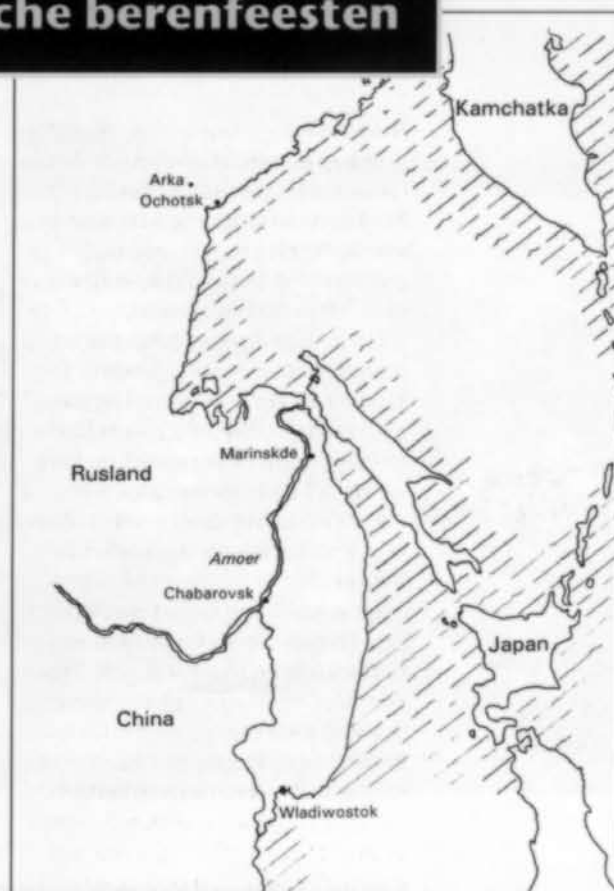 che berenfeesten
Kamchatka
Arka
Ochotsk
Marinskde
Rusland
Amoer
Chabarovsk
Japan
China
Wladiwostok